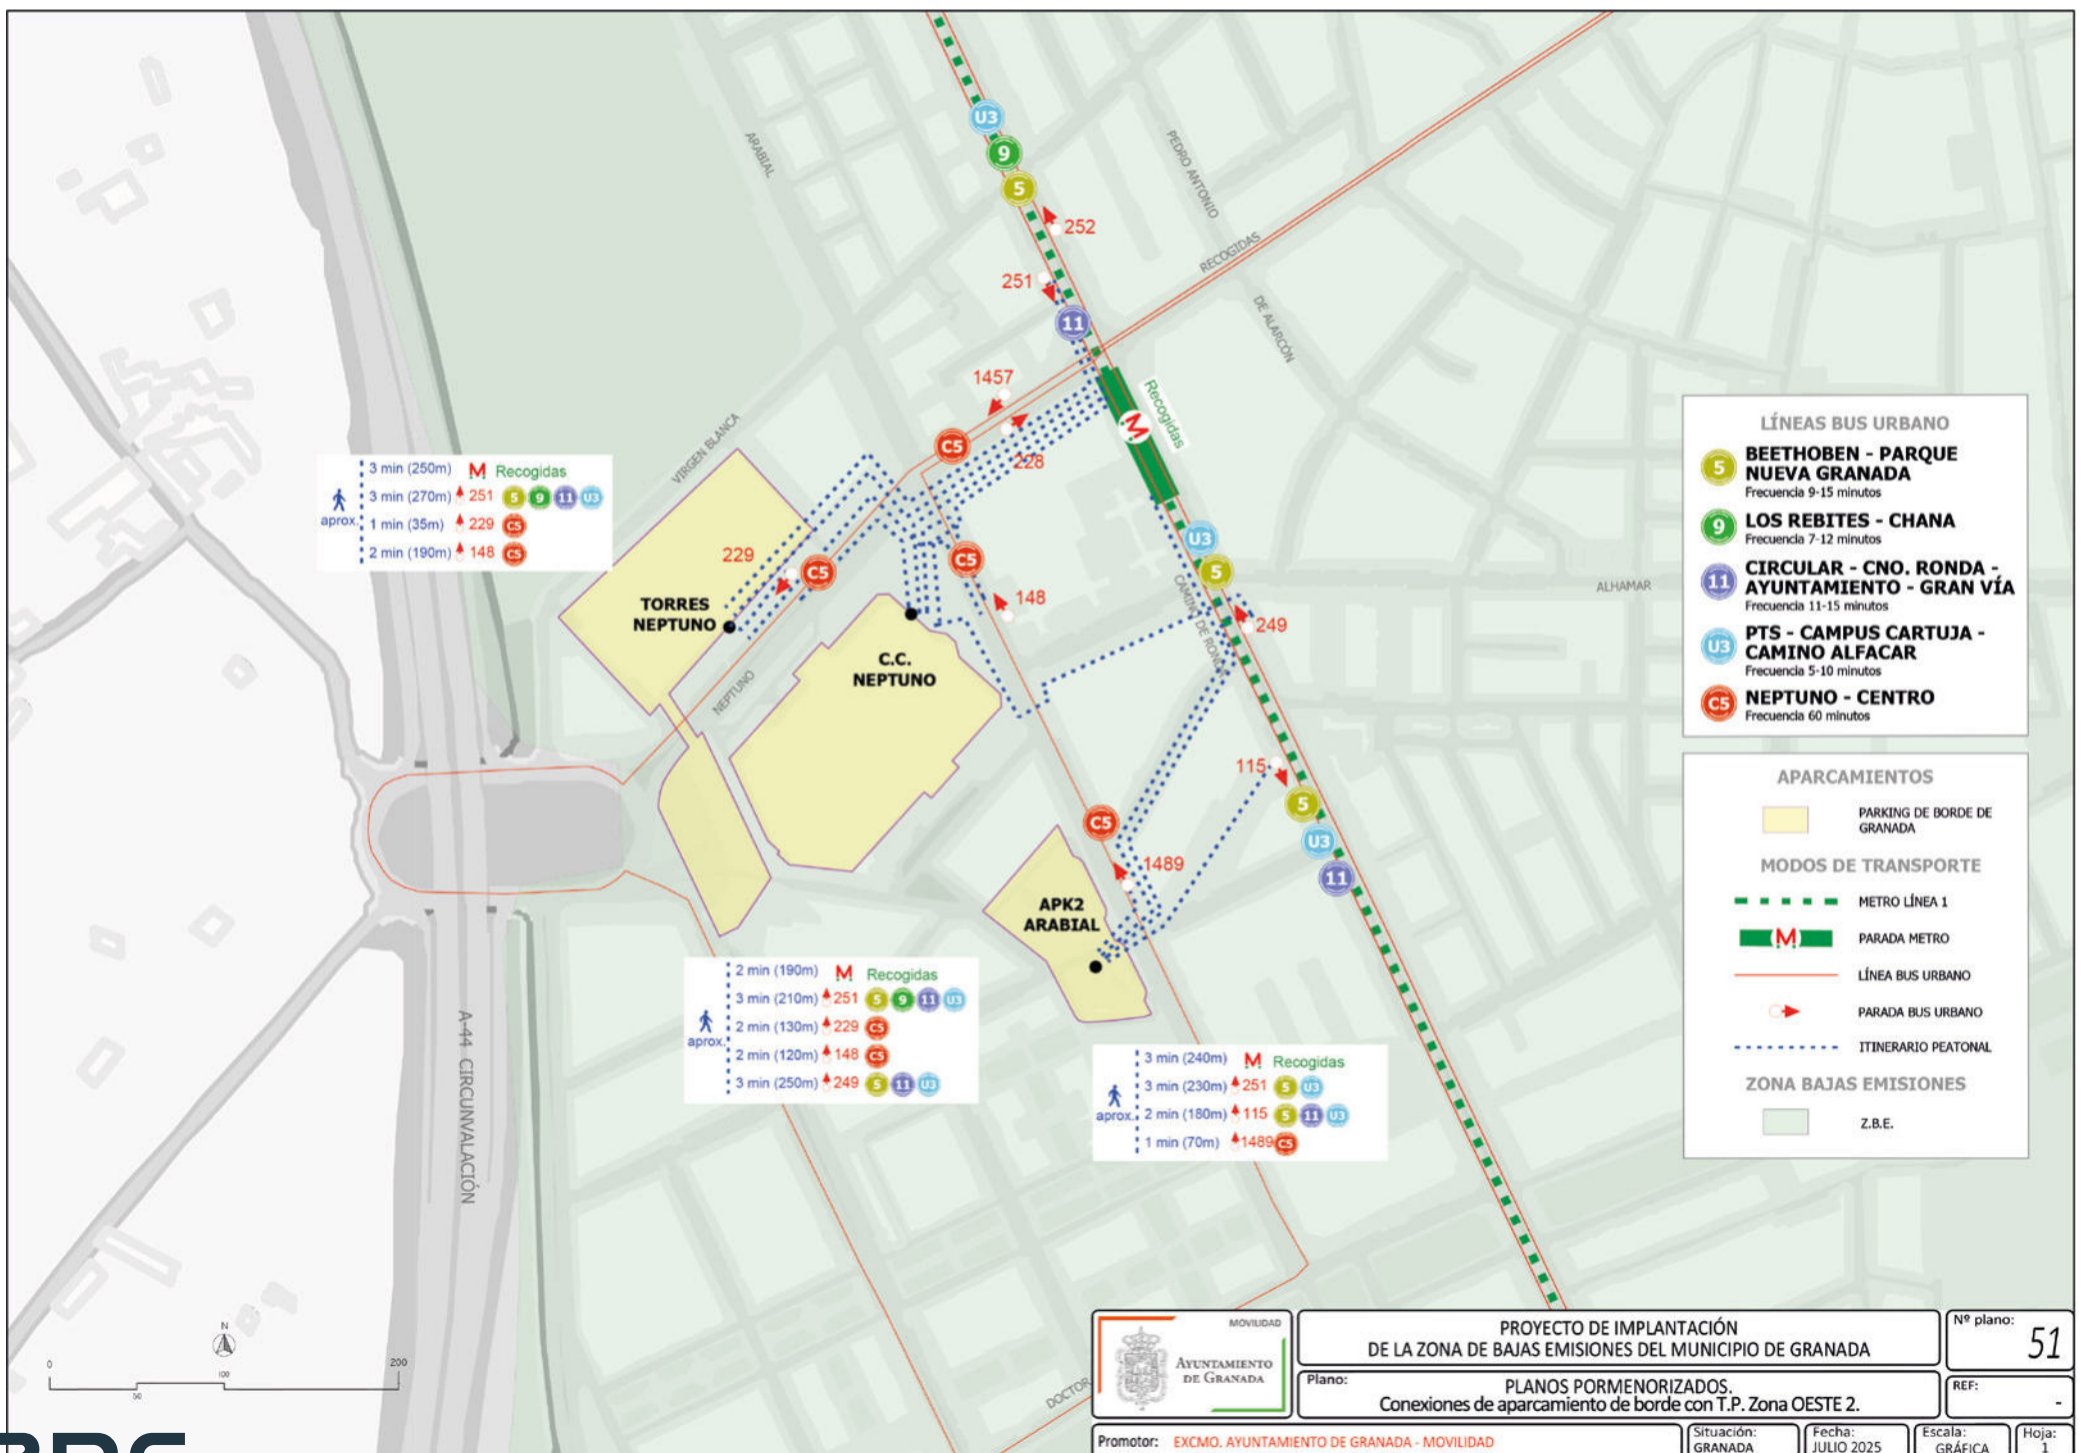 U3
9
5
252
251
11
ARABIAL
PEDRO ANTONIO
RECOGIDAS
DE ALARCÓN
1457
C5
228
M
Recogidas
VIRGEN BLANCA
3 min (250m) M Recogidas
3 min (270m) 251 5 9 11 U3
aprox. 1 min (35m) 229 C5
2 min (190m) 148 C5
229
C5
C5
148
TORRES
NEPTUNO
NEPTUNO
C.C.
NEPTUNO
U3
5
CAMINO DE RONDA
249
ALHAMAR
115
5
U3
11
C5
1489
APK2
ARABIAL
2 min (190m) M Recogidas
3 min (210m) 251 5 9 11 U3
2 min (130m) 229 C5
aprox.
2 min (120m) 148 C5
3 min (250m) 249 5 11 U3
3 min (240m) M Recogidas
3 min (230m) 251 5 U3
aprox. 2 min (180m) 115 5 11 U3
1 min (70m) 1489 C5
A-44 CIRCUNVALACIÓN
DOCTOR
LÍNEAS BUS URBANO
5 BEETHOBEN - PARQUE
NUEVA GRANADA
Frecuencia 9-15 minutos
9 LOS REBITES - CHANA
Frecuencia 7-12 minutos
11 CIRCULAR - CNO. RONDA -
AYUNTAMIENTO - GRAN VÍA
Frecuencia 11-15 minutos
U3 PTS - CAMPUS CARTUJA -
CAMINO ALFACAR
Frecuencia 5-10 minutos
C5 NEPTUNO - CENTRO
Frecuencia 60 minutos
APARCAMIENTOS
PARKING DE BORDE DE
GRANADA
MODOS DE TRANSPORTE
METRO LÍNEA 1
M PARADA METRO
LÍNEA BUS URBANO
PARADA BUS URBANO
ITINERARIO PEATONAL
ZONA BAJAS EMISIONES
Z.B.E.
N
0 50 100 200
MOVILIDAD
AYUNTAMIENTO
DE GRANADA
PROYECTO DE IMPLANTACIÓN
DE LA ZONA DE BAJAS EMISIONES DEL MUNICIPIO DE GRANADA
Nº plano:
51
Plano:
PLANOS PORMENORIZADOS.
Conexiones de aparcamiento de borde con T.P. Zona OESTE 2.
REF:
-
Promotor: EXCMO. AYUNTAMIENTO DE GRANADA - MOVILIDAD
Situación:
GRANADA
Fecha:
JULIO 2025
Escala:
GRÁFICA
Hoja:
1